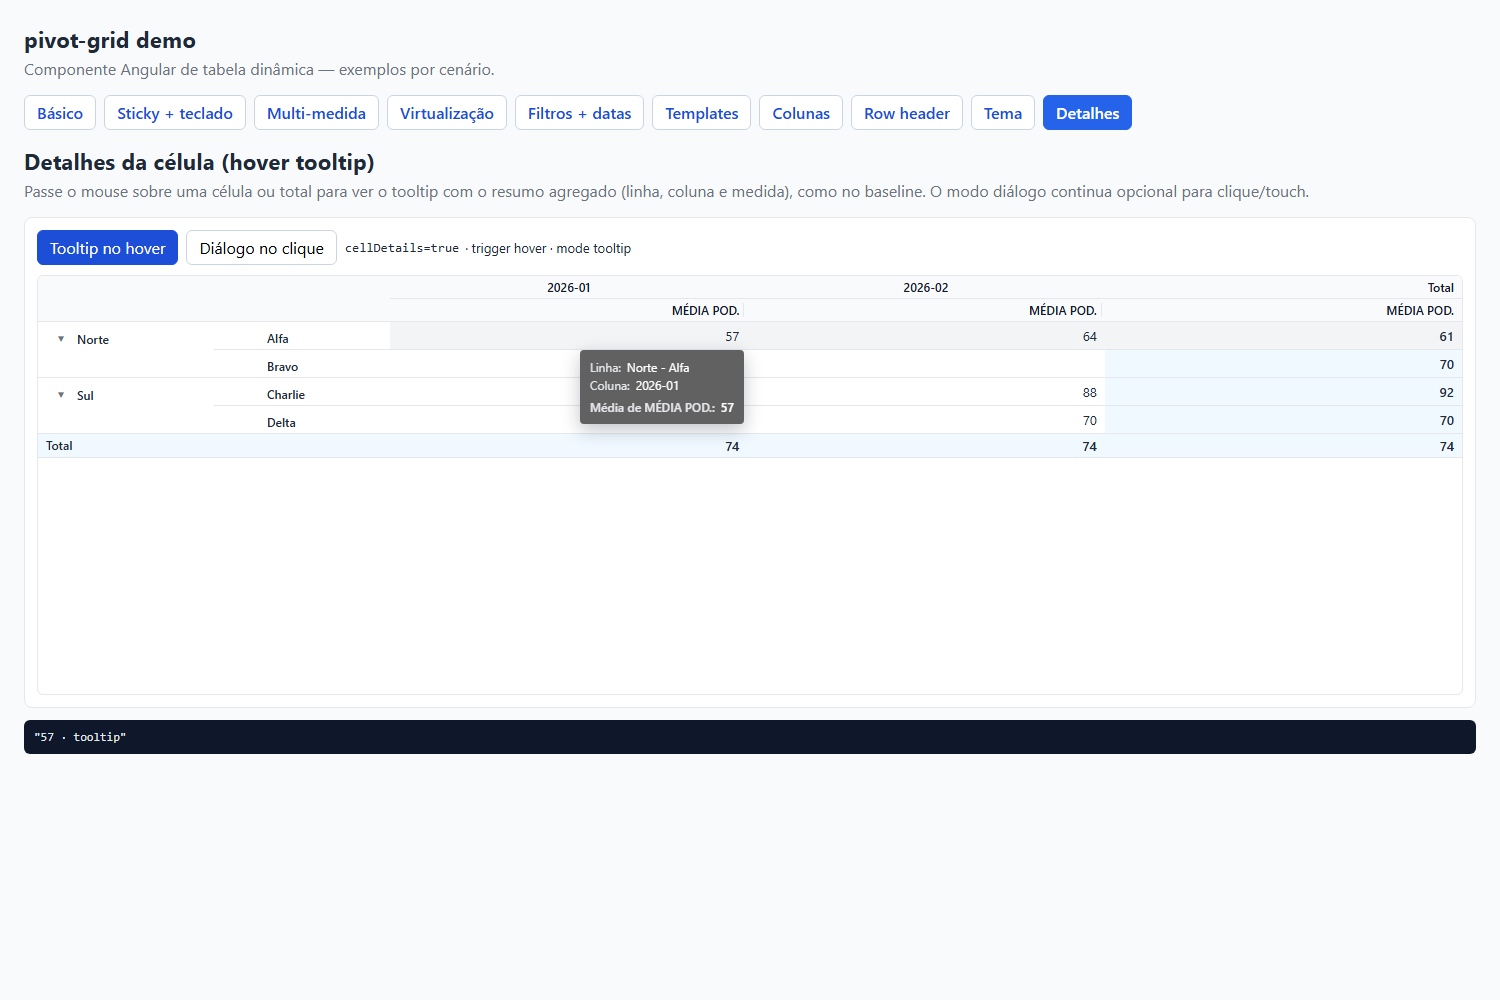 pivot-grid demo
Componente Angular de tabela dinâmica — exemplos por cenário.
Básico Sticky + teclado Multi-medida Virtualização Filtros + datas Templates Colunas Row header Tema Detalhes
Detalhes da célula (hover tooltip)
Passe o mouse sobre uma célula ou total para ver o tooltip com o resumo agregado (linha, coluna e medida), como no baseline. O modo diálogo continua opcional para clique/touch.
Tooltip no hover Diálogo no clique cellDetails=true · trigger hover · mode tooltip
2026-01 2026-02 Total
MÉDIA POD. MÉDIA POD. MÉDIA POD.
▼ Norte Alfa 57 64 61
Bravo 70
▼ Sul Charlie 88 92
Delta 70 70
Total 74 74 74
Linha: Norte - Alfa
Coluna: 2026-01
Média de MÉDIA POD.: 57
"57 · tooltip"